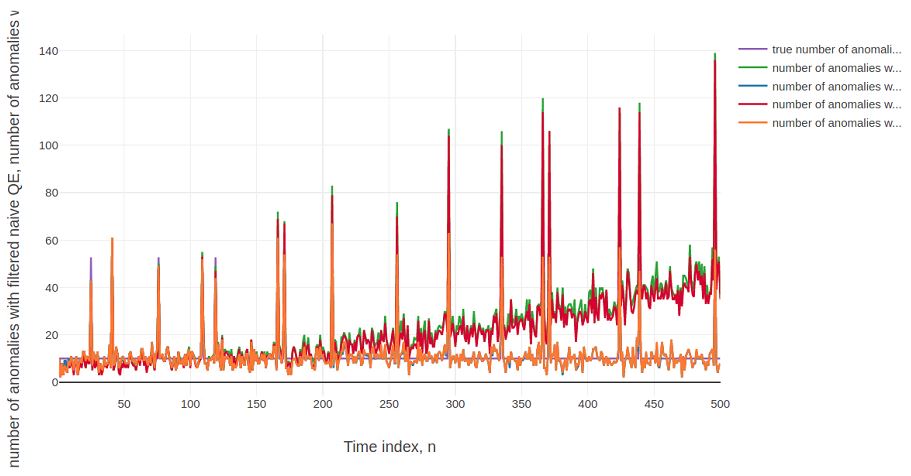 number of anomalies with filtered naive QE, number of anomalies v
140
120
100
80
60
40
20
0
50
100
150
200
250
300
350
400
450
500
Time index, n
true number of anomali...
number of anomalies w...
number of anomalies w...
number of anomalies w...
number of anomalies w...